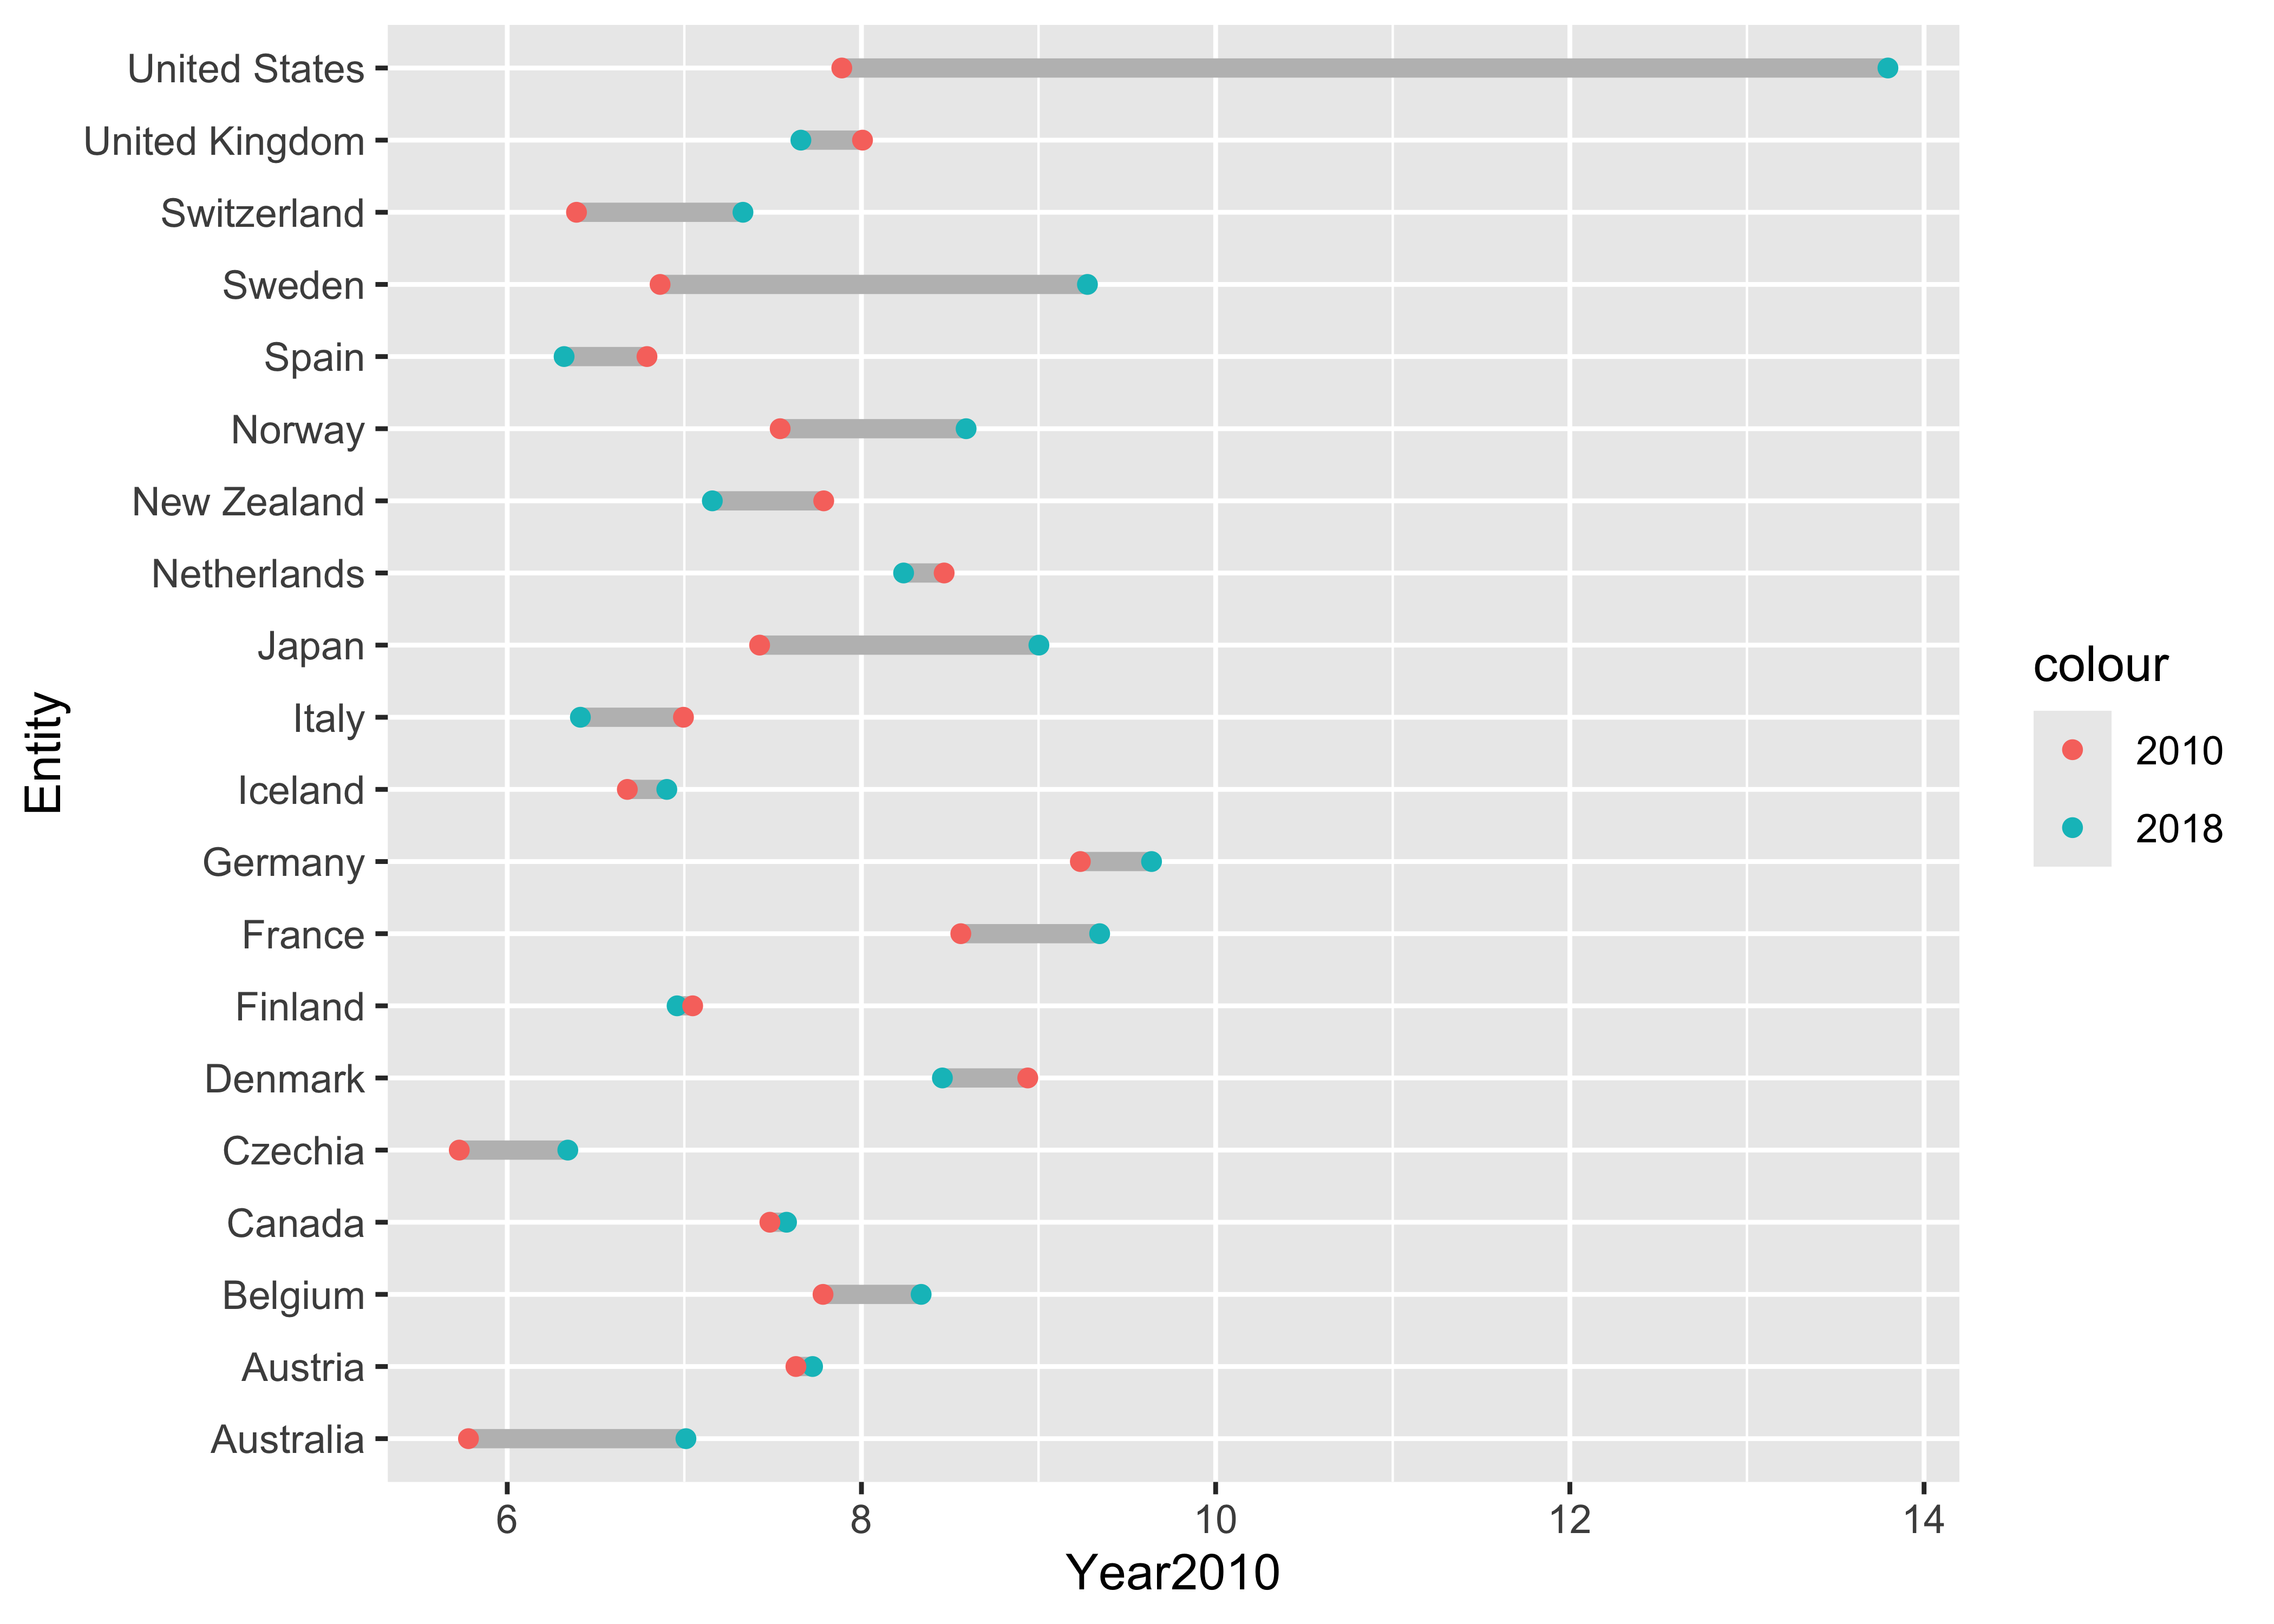 United States
United Kingdom
Switzerland
Sweden
Spain
Norway
New Zealand
Netherlands
Japan
Italy
Iceland
Germany
France
Finland
Denmark
Czechia
Canada
Belgium
Austria
Australia
Entity
6 8 10 12 14
Year2010
colour
2010
2018